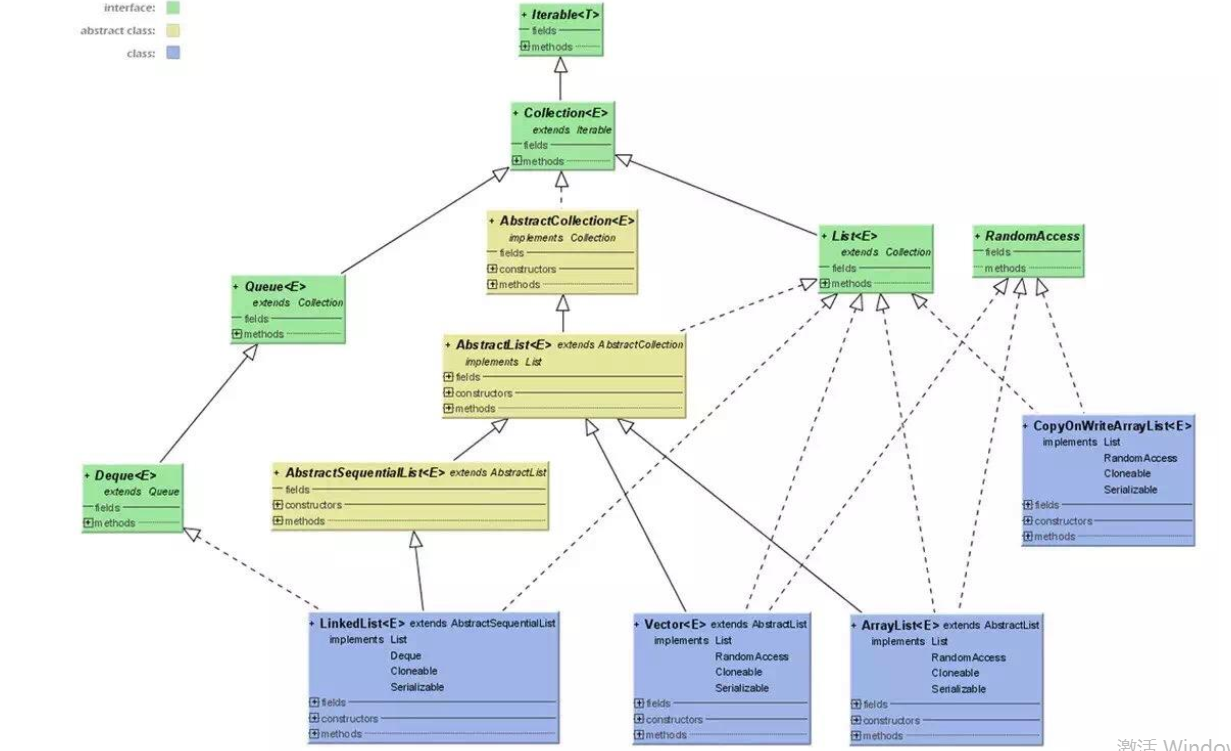 interface:
abstract class:
class:
+ Iterable<T>
fields
methods
+ Collection<E>
extends Iterable
fields
methods
+ AbstractCollection<E>
implements Collection
fields
constructors
methods
+ List<E>
extends Collection
fields
methods
+ RandomAccess
fields
methods
+ Queue<E>
extends Collection
fields
methods
+ AbstractList<E> extends AbstractCollection
implements List
fields
constructors
methods
+ CopyOnWriteArrayList<E>
implements List
RandomAccess
Cloneable
Serializable
fields
constructors
methods
+ Deque<E>
extends Queue
fields
methods
+ AbstractSequentialList<E> extends AbstractList
fields
constructors
methods
+ LinkedList<E> extends AbstractSequentialList
implements List
Deque
Cloneable
Serializable
fields
constructors
methods
+ Vector<E> extends AbstractList
implements List
RandomAccess
Cloneable
Serializable
fields
constructors
methods
+ ArrayList<E> extends AbstractList
implements List
RandomAccess
Cloneable
Serializable
fields
constructors
methods
激活 Window